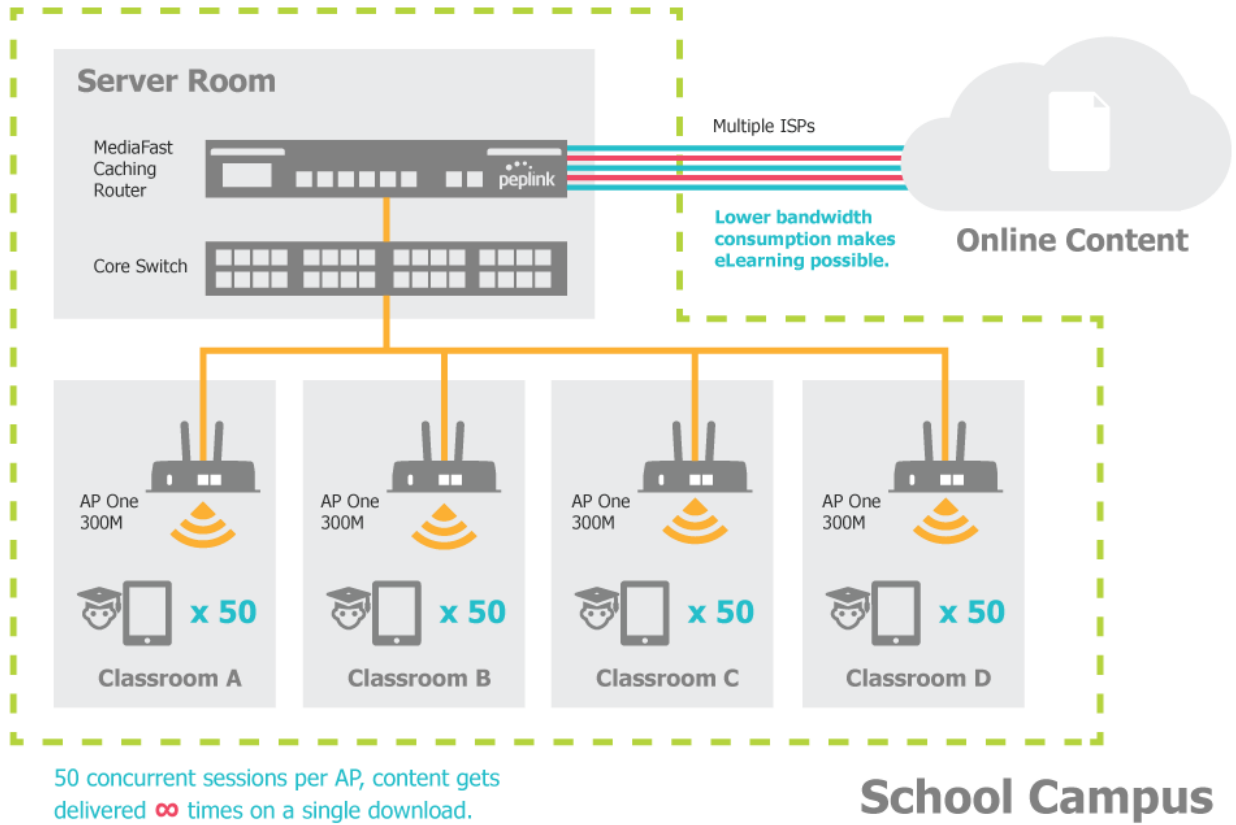 Server Room
MediaFast
Caching
Router
peplink
Core Switch
Multiple ISPs
Lower bandwidth
consumption makes
eLearning possible.
Online Content
AP One
300M
x 50
Classroom A
AP One
300M
x 50
Classroom B
AP One
300M
x 50
Classroom C
AP One
300M
x 50
Classroom D
50 concurrent sessions per AP, content gets
delivered ∞ times on a single download.
School Campus